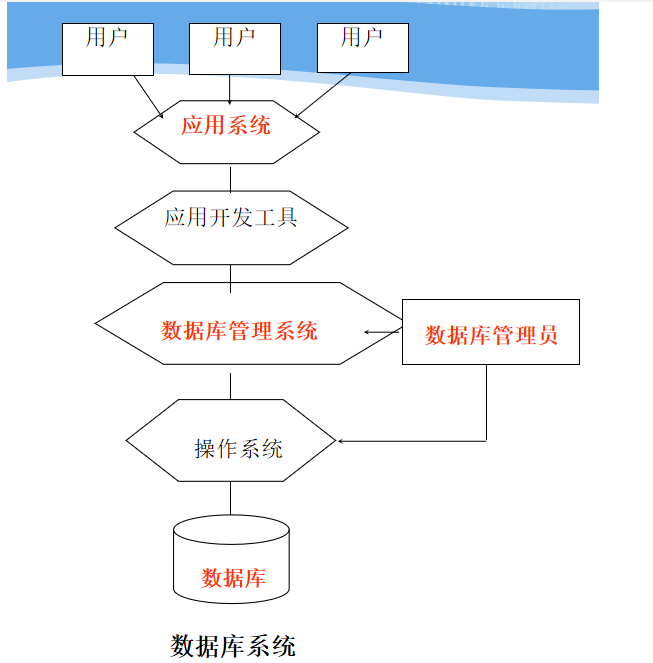 用户
用户
用户
应用系统
应用开发工具
数据库管理系统
数据库管理员
操作系统
数据库
数据库系统